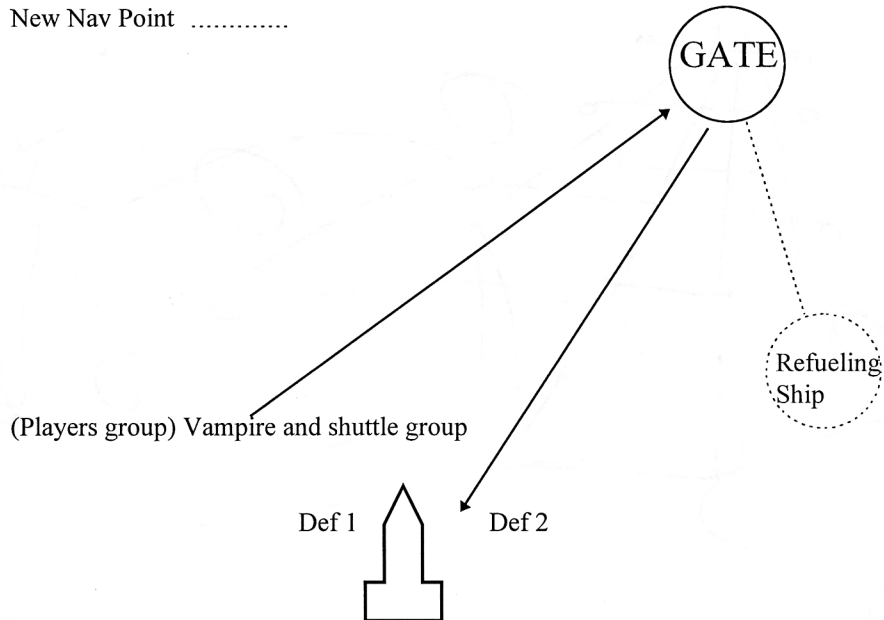 New Nav Point .............
GATE
Refueling
Ship
(Players group) Vampire and shuttle group
Def 1
Def 2